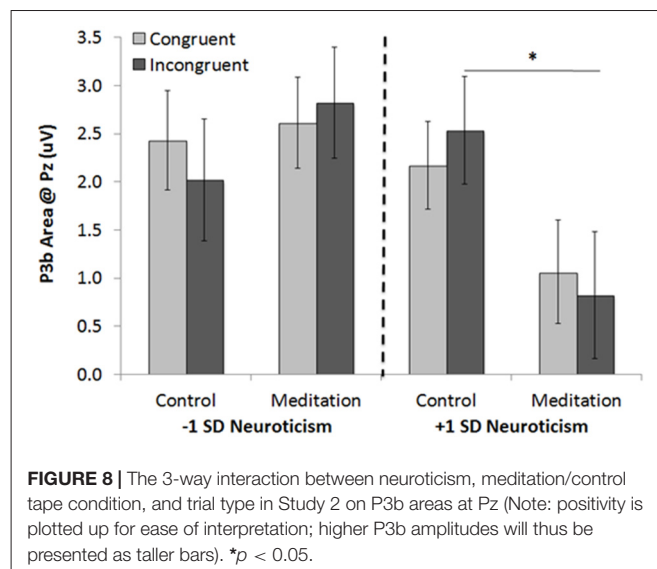 3.5
Congruent
Incongruent
*
3.0
2.5
2.0
1.5
1.0
0.5
0.0
P3b Area @ Pz (uV)
Control Meditation Control Meditation
-1 SD Neuroticism +1 SD Neuroticism
FIGURE 8 | The 3-way interaction between neuroticism, meditation/control
tape condition, and trial type in Study 2 on P3b areas at Pz (Note: positivity is
plotted up for ease of interpretation; higher P3b amplitudes will thus be
presented as taller bars). *p < 0.05.